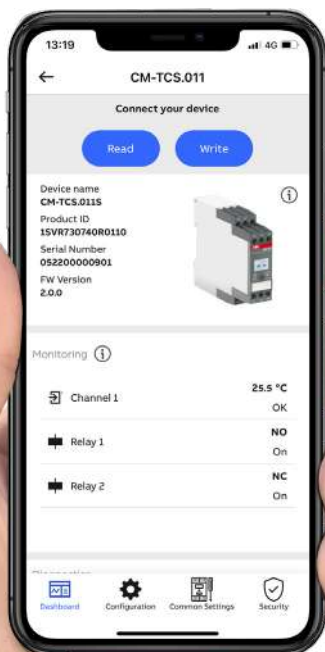 13:19
4G
CM-TCS.011
Connect your device
Read
Write
Device name
CM-TCS.011S
Product ID
1SVR730740R0110
Serial Number
052200000901
FW Version
2.0.0
ABB
Monitoring
Channel 1
25.5 °C
OK
Relay 1
NO
On
Relay 2
NC
On
Dashboard
Configuration
Common Settings
Security